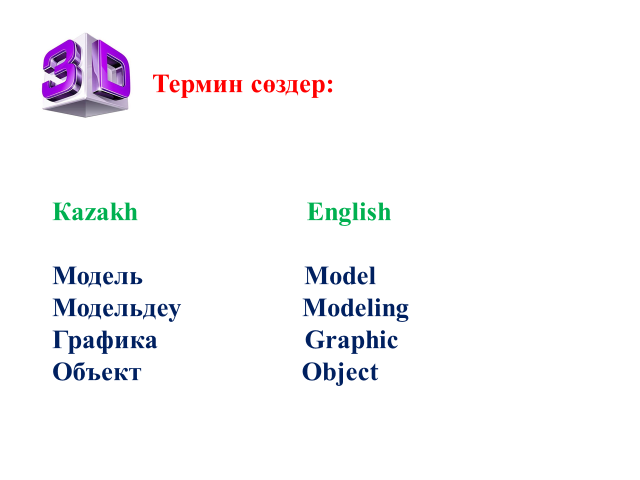 3D
Термин сөздер:
Kazakh English
Модель Model
Модельдеу Modeling
Графика Graphic
Объект Object